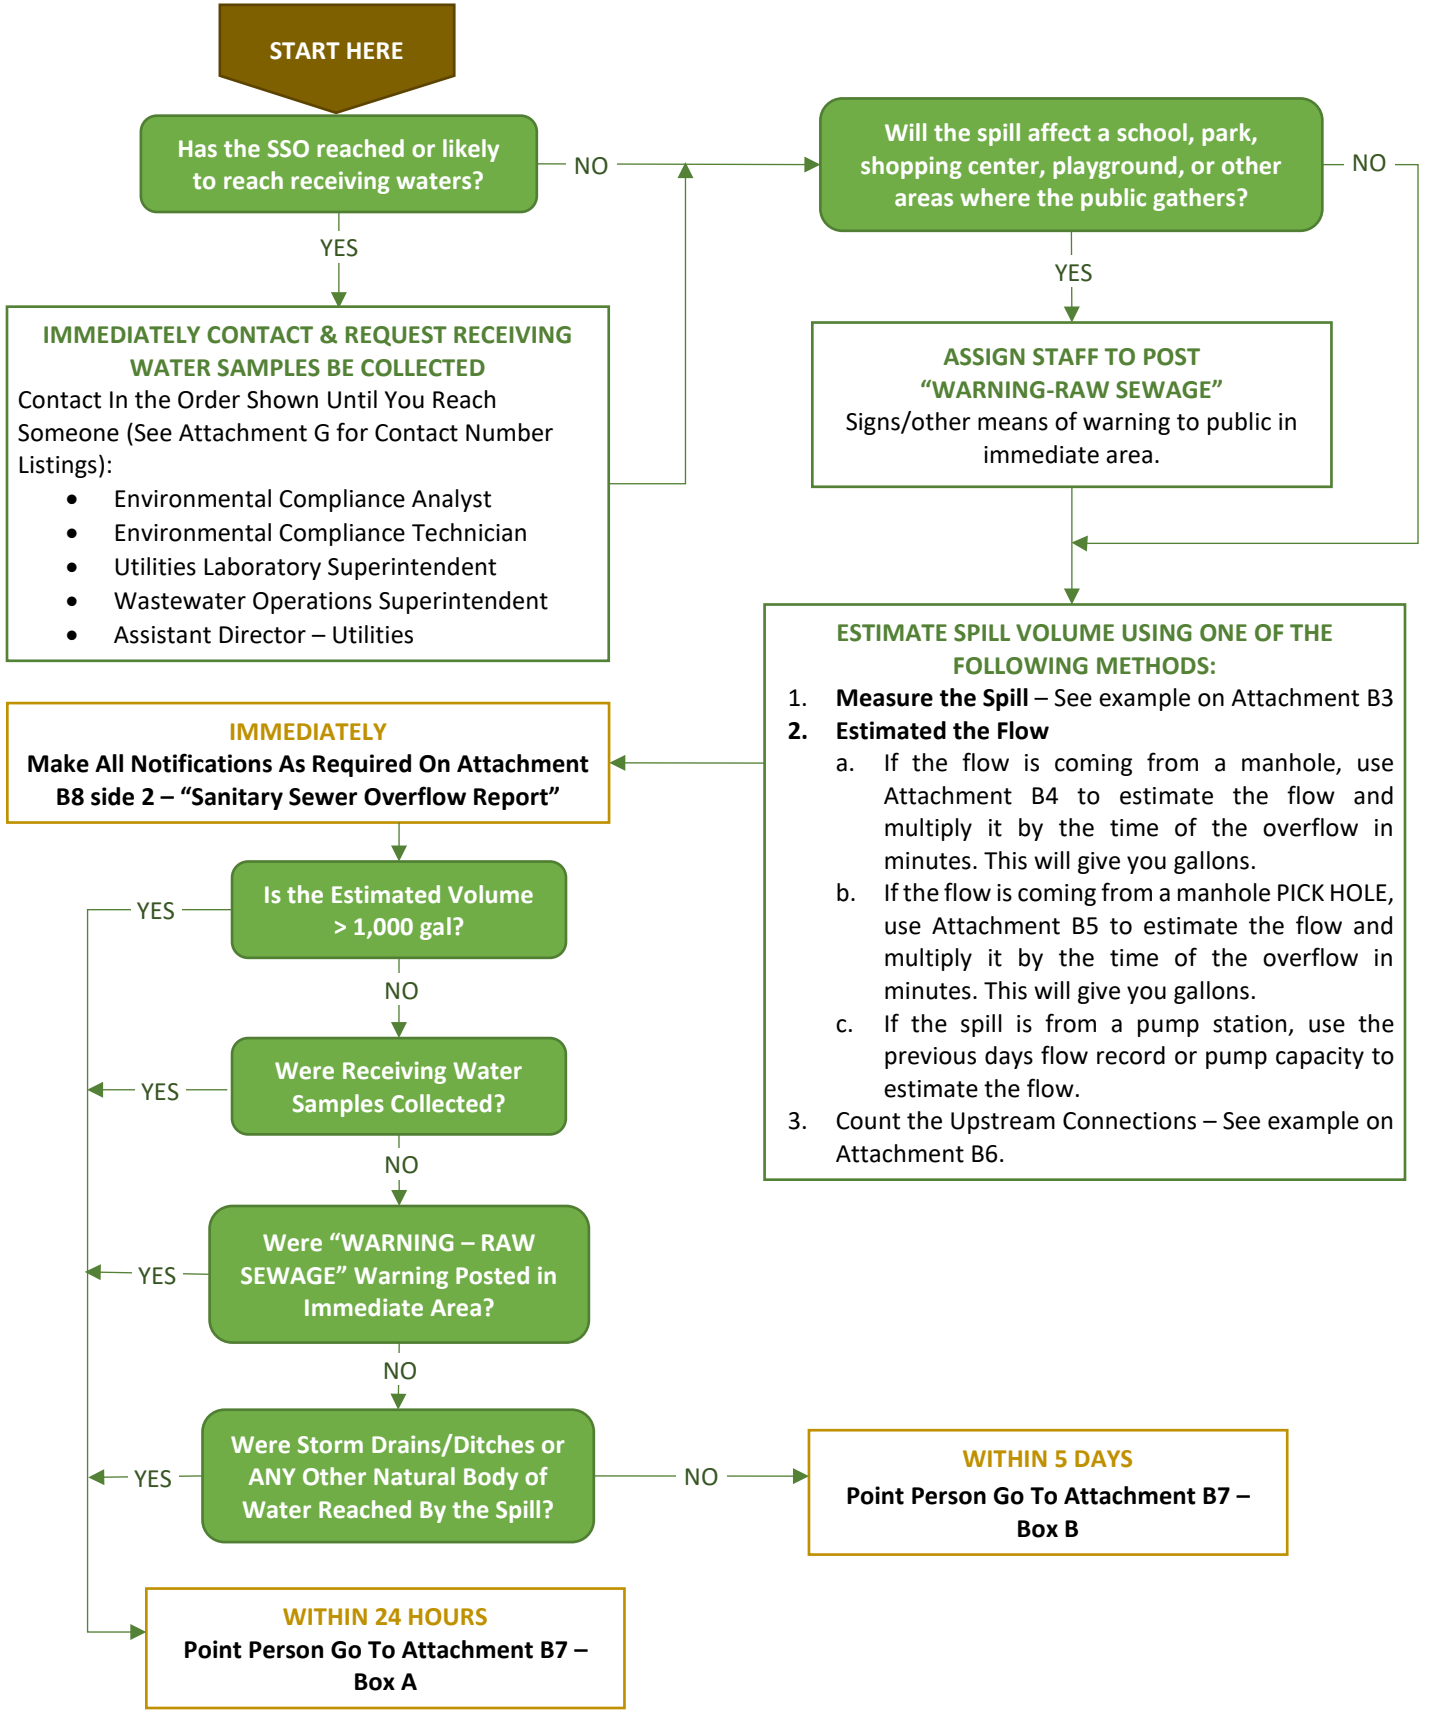 START HERE
Has the SSO reached or likely
to reach receiving waters?
NO
YES
IMMEDIATELY CONTACT & REQUEST RECEIVING
WATER SAMPLES BE COLLECTED
Contact In the Order Shown Until You Reach
Someone (See Attachment G for Contact Number
Listings):
• Environmental Compliance Analyst
• Environmental Compliance Technician
• Utilities Laboratory Superintendent
• Wastewater Operations Superintendent
• Assistant Director – Utilities
Will the spill affect a school, park,
shopping center, playground, or other
areas where the public gathers?
NO
YES
ASSIGN STAFF TO POST
“WARNING-RAW SEWAGE”
Signs/other means of warning to public in
immediate area.
ESTIMATE SPILL VOLUME USING ONE OF THE
FOLLOWING METHODS:
1. Measure the Spill – See example on Attachment B3
2. Estimated the Flow
a. If the flow is coming from a manhole, use
Attachment B4 to estimate the flow and
multiply it by the time of the overflow in
minutes. This will give you gallons.
b. If the flow is coming from a manhole PICK HOLE,
use Attachment B5 to estimate the flow and
multiply it by the time of the overflow in
minutes. This will give you gallons.
c. If the spill is from a pump station, use the
previous days flow record or pump capacity to
estimate the flow.
3. Count the Upstream Connections – See example on
Attachment B6.
IMMEDIATELY
Make All Notifications As Required On Attachment
B8 side 2 – “Sanitary Sewer Overflow Report”
Is the Estimated Volume
> 1,000 gal?
YES
NO
Were Receiving Water
Samples Collected?
YES
NO
Were “WARNING – RAW
SEWAGE” Warning Posted in
Immediate Area?
YES
NO
Were Storm Drains/Ditches or
ANY Other Natural Body of
Water Reached By the Spill?
YES
NO
WITHIN 5 DAYS
Point Person Go To Attachment B7 –
Box B
WITHIN 24 HOURS
Point Person Go To Attachment B7 –
Box A